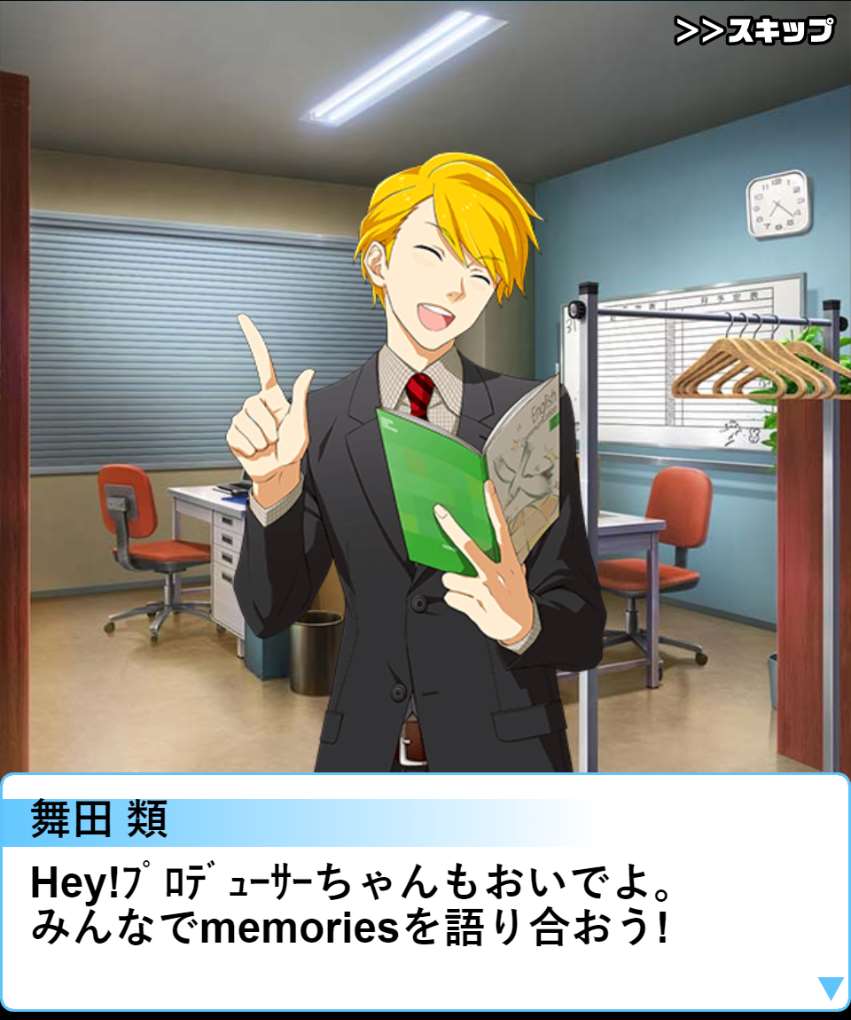 >>スキップ
English
舞田 類
Hey!ﾌﾟﾛﾃﾞｭｰｻｰちゃんもおいでよ。
みんなでmemoriesを語り合おう!